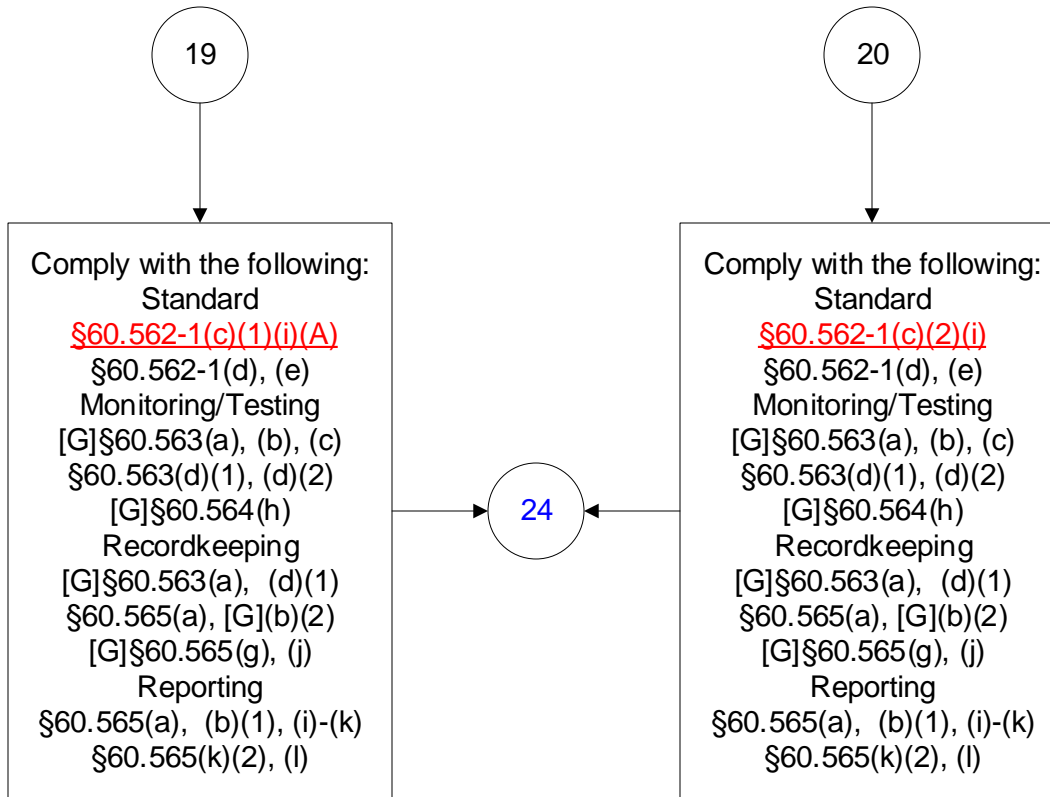 19
Comply with the following:
Standard
§60.562-1(c)(1)(i)(A)
§60.562-1(d), (e)
Monitoring/Testing
[G]§60.563(a), (b), (c)
§60.563(d)(1), (d)(2)
[G]§60.564(h)
Recordkeeping
[G]§60.563(a), (d)(1)
§60.565(a), [G](b)(2)
[G]§60.565(g), (j)
Reporting
§60.565(a), (b)(1), (i)-(k)
§60.565(k)(2), (l)
24
20
Comply with the following:
Standard
§60.562-1(c)(2)(i)
§60.562-1(d), (e)
Monitoring/Testing
[G]§60.563(a), (b), (c)
§60.563(d)(1), (d)(2)
[G]§60.564(h)
Recordkeeping
[G]§60.563(a), (d)(1)
§60.565(a), [G](b)(2)
[G]§60.565(g), (j)
Reporting
§60.565(a), (b)(1), (i)-(k)
§60.565(k)(2), (l)